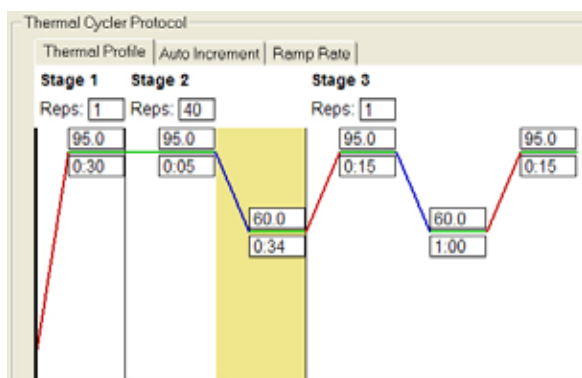 Thermal Cycler Protocol
Thermal Profile Auto Increment Ramp Rate
Stage 1 Stage 2 Stage 3
Reps: 1 Reps: 40 Reps: 1
95.0 95.0 95.0 95.0
0:30 0:05 0:15 0:15
60.0 60.0
0:34 1:00